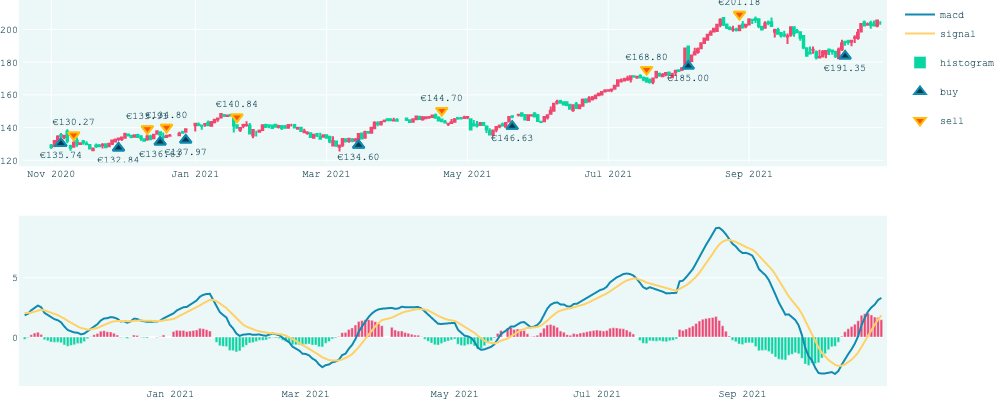 €201.18
macd
signal
histogram
buy
sell
200
180
160
140
120
€168.80
€185.00
€191.35
€144.70
€140.84
€130.27
€135.74
€132.84
€137.97
€134.60
€146.63
Nov 2020
Jan 2021
Mar 2021
May 2021
Jul 2021
Sep 2021
5
0
Jan 2021
Mar 2021
May 2021
Jul 2021
Sep 2021